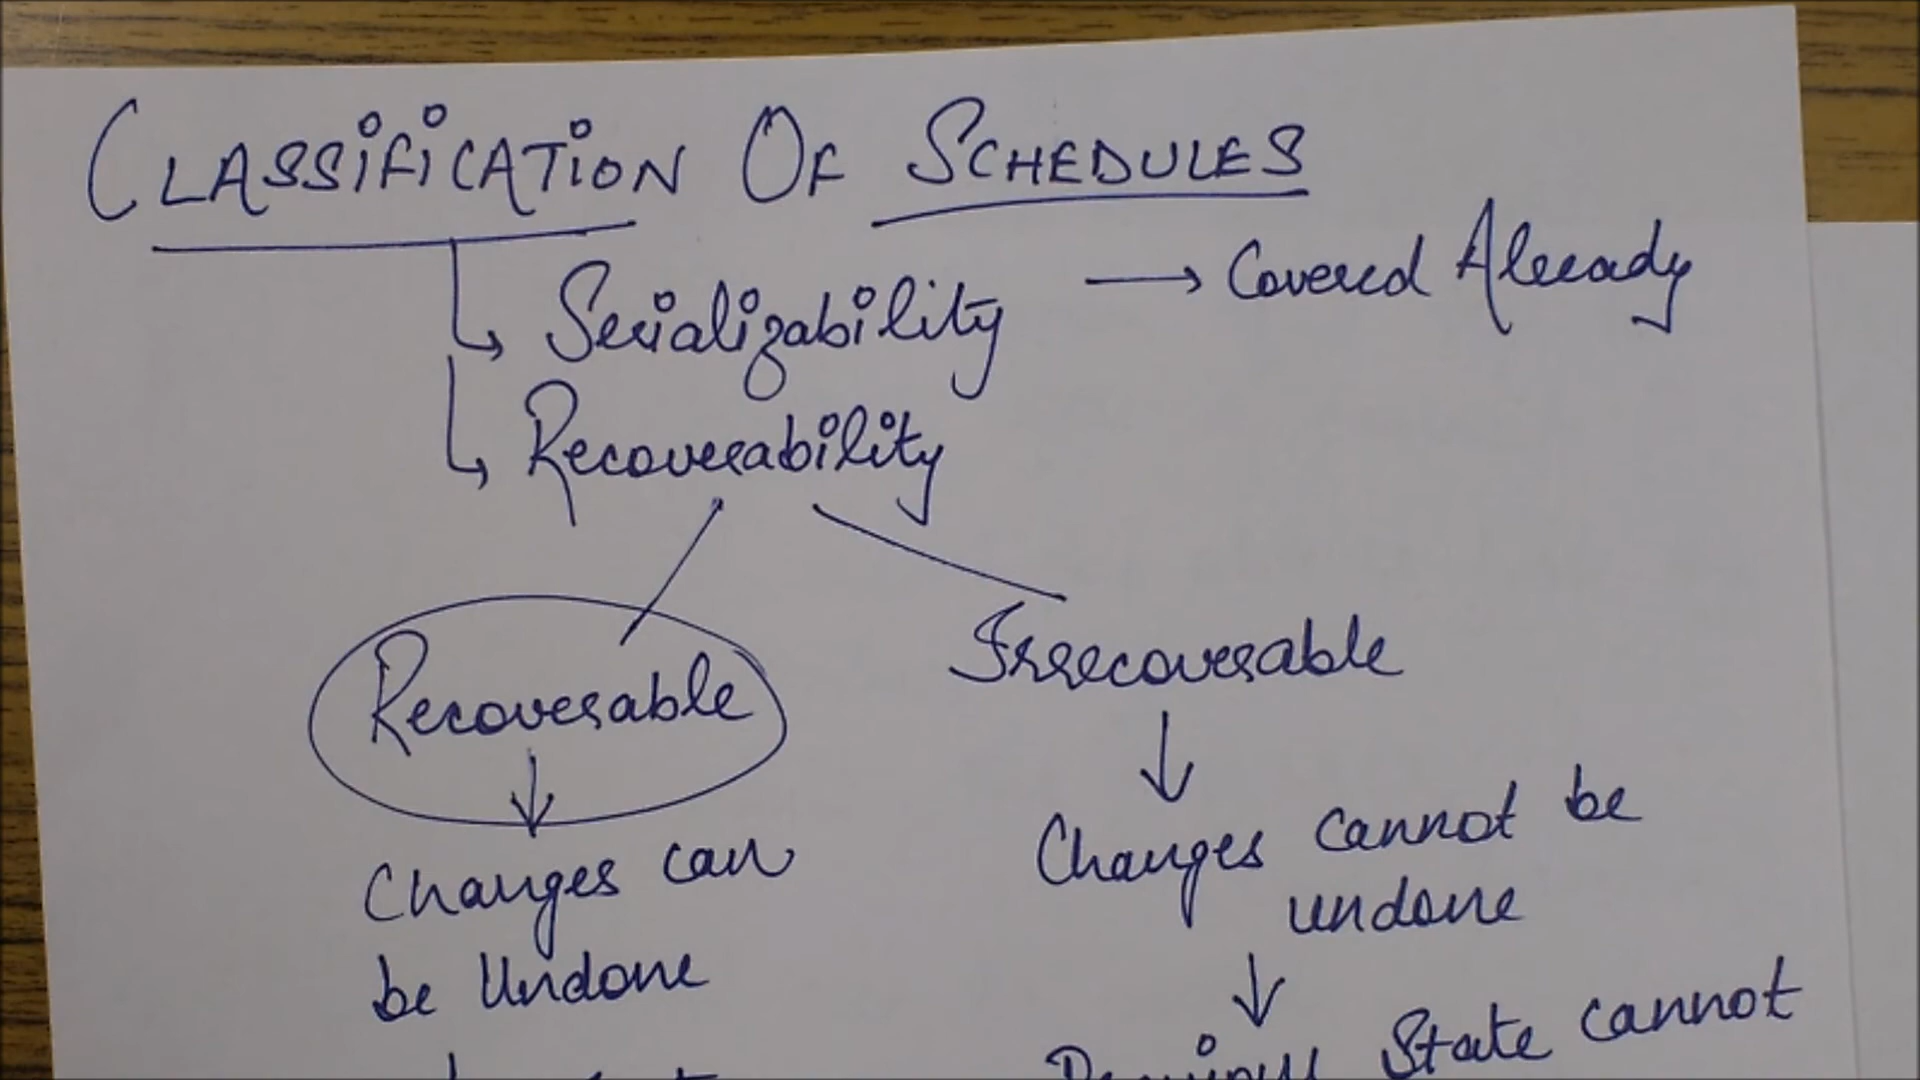 CLASSIFICATION OF SCHEDULES
Serializability → Covered Already
Recoverability
Recoverable
Irrecoverable
Changes can
be Undone
Changes cannot be
undone
State cannot